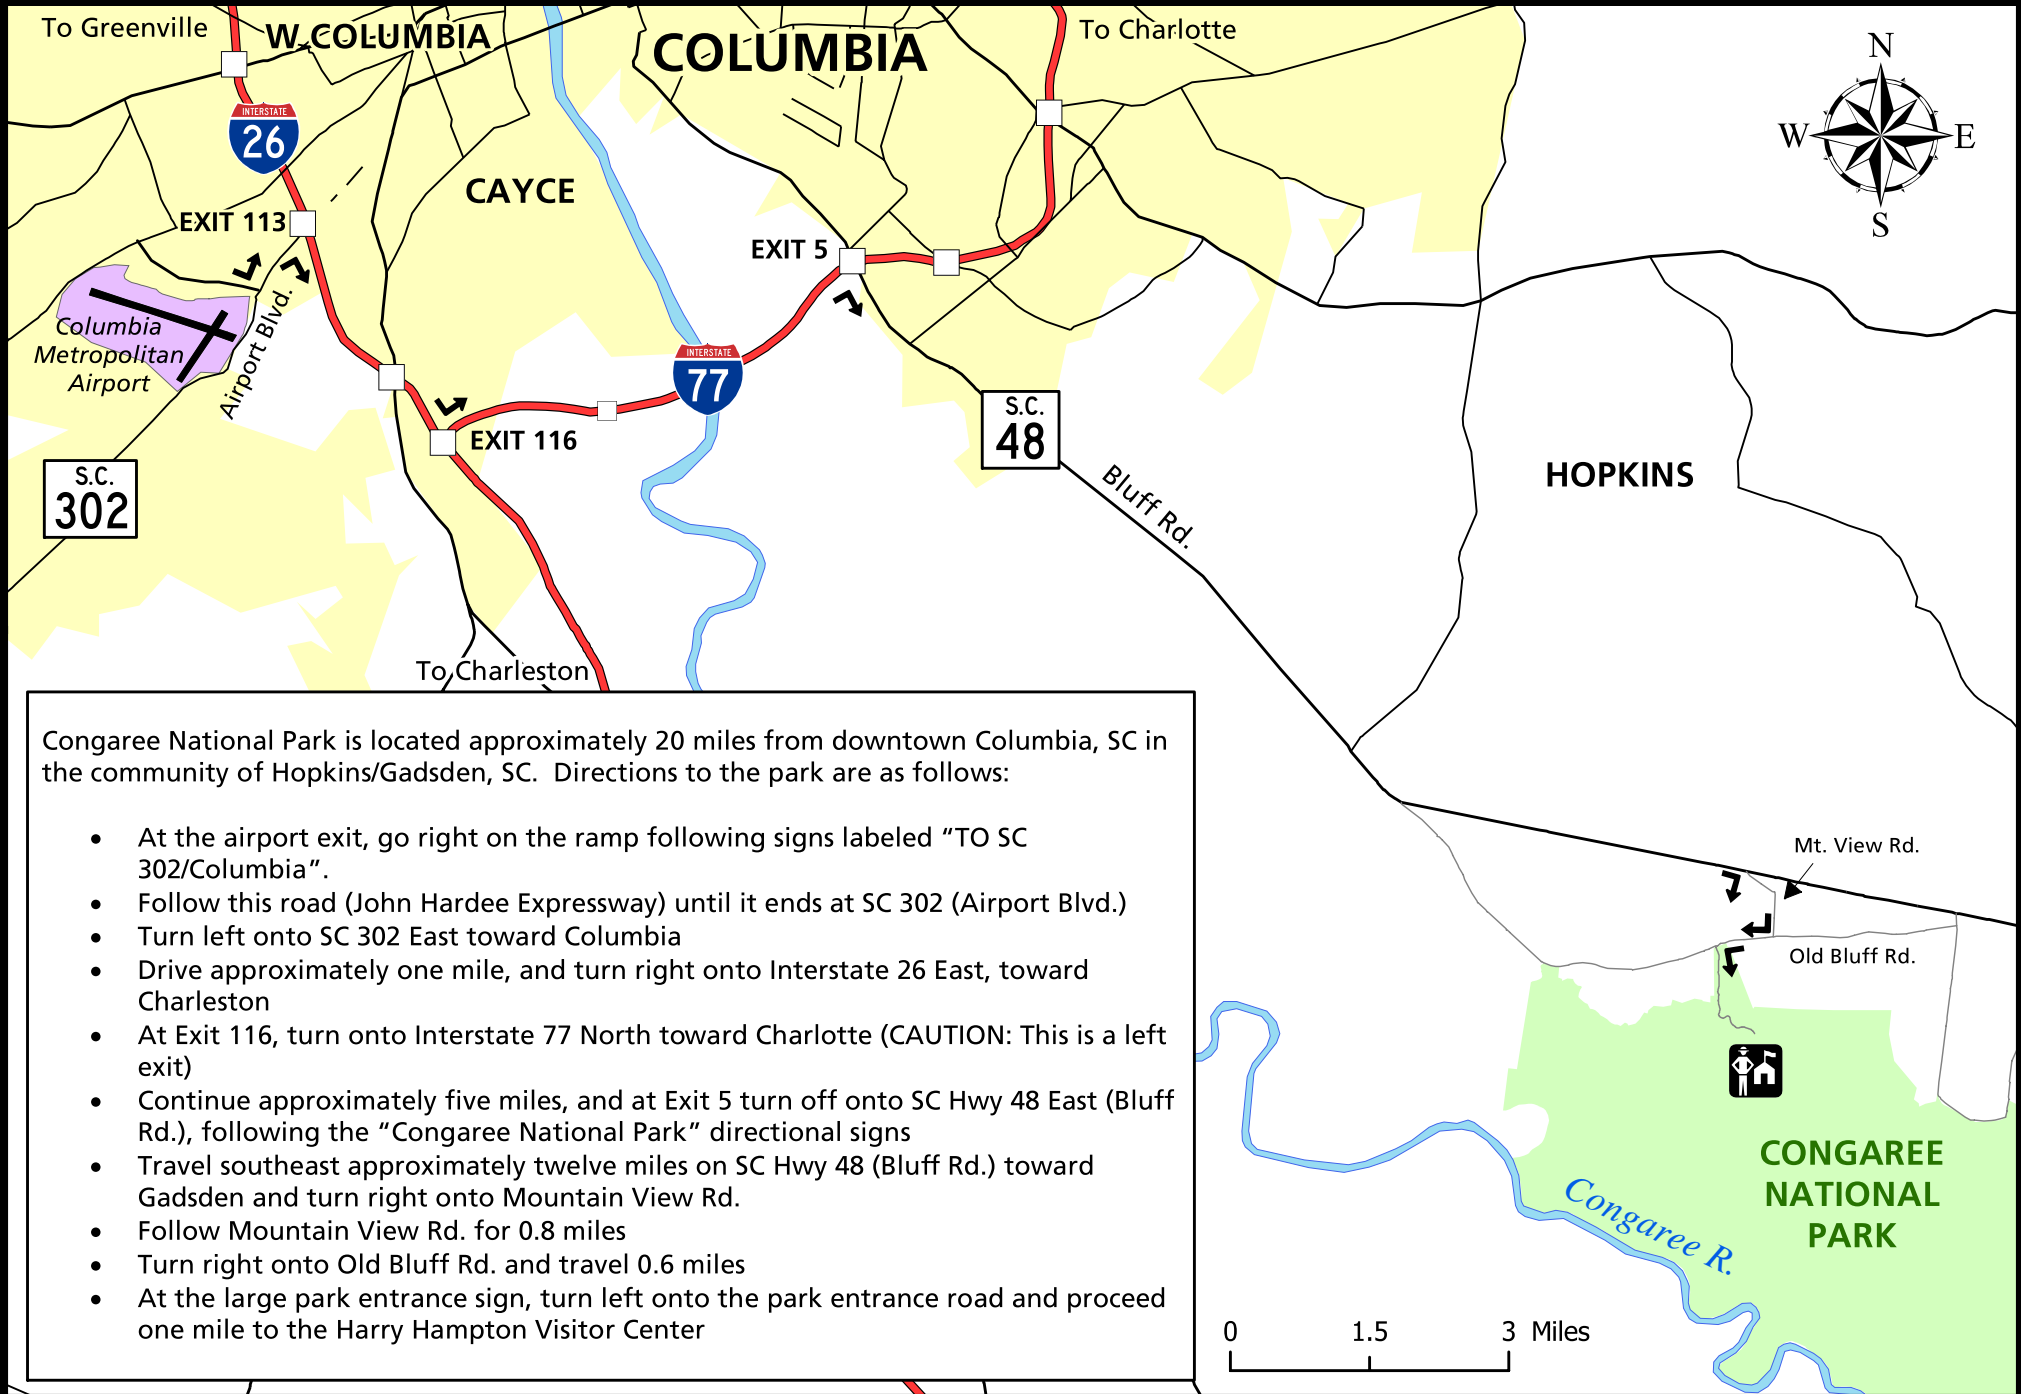 To Greenville
W COLUMBIA
COLUMBIA
To Charlotte
N
W
E
S
INTERSTATE
26
CAYCE
EXIT 113
EXIT 5
Columbia
Metropolitan
Airport
Airport Blvd.
INTERSTATE
77
EXIT 116
S.C.
48
S.C.
302
Bluff Rd.
HOPKINS
To Charleston
Congaree National Park is located approximately 20 miles from downtown Columbia, SC in
the community of Hopkins/Gadsden, SC.  Directions to the park are as follows:
• At the airport exit, go right on the ramp following signs labeled “TO SC
302/Columbia”.
• Follow this road (John Hardee Expressway) until it ends at SC 302 (Airport Blvd.)
• Turn left onto SC 302 East toward Columbia
• Drive approximately one mile, and turn right onto Interstate 26 East, toward
Charleston
• At Exit 116, turn onto Interstate 77 North toward Charlotte (CAUTION: This is a left
exit)
• Continue approximately five miles, and at Exit 5 turn off onto SC Hwy 48 East (Bluff
Rd.), following the “Congaree National Park” directional signs
• Travel southeast approximately twelve miles on SC Hwy 48 (Bluff Rd.) toward
Gadsden and turn right onto Mountain View Rd.
• Follow Mountain View Rd. for 0.8 miles
• Turn right onto Old Bluff Rd. and travel 0.6 miles
• At the large park entrance sign, turn left onto the park entrance road and proceed
one mile to the Harry Hampton Visitor Center
Mt. View Rd.
Old Bluff Rd.
CONGAREE
NATIONAL
PARK
Congaree R.
0 1.5 3 Miles